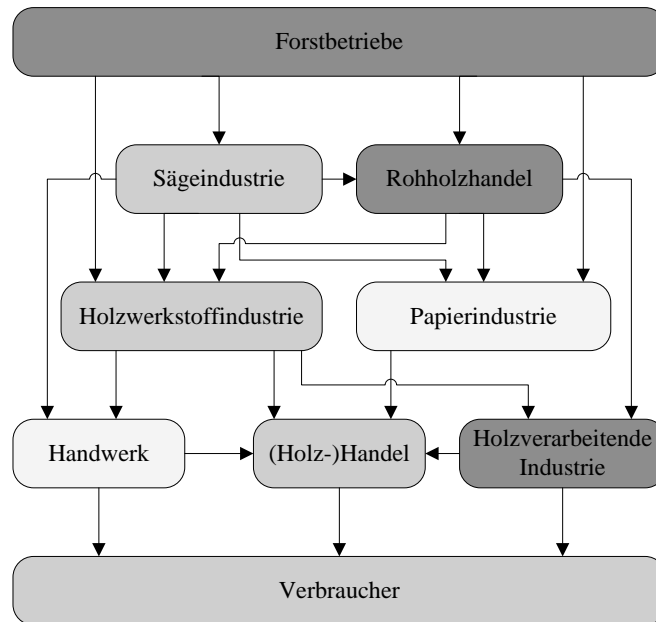 Forstbetriebe
Sägeindustrie
Rohholzhandel
Holzwerkstoffindustrie
Papierindustrie
Handwerk
(Holz-)Handel
Holzverarbeitende
Industrie
Verbraucher